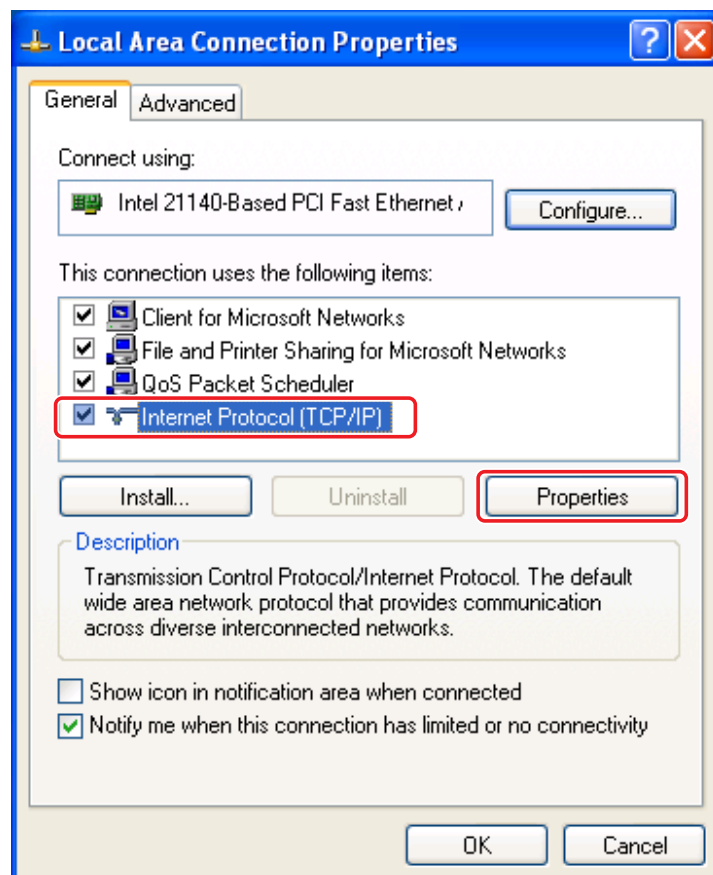 Local Area Connection Properties
General
Advanced
Connect using:
Intel 21140-Based PCI Fast Ethernet
Configure...
This connection uses the following items:
Client for Microsoft Networks
File and Printer Sharing for Microsoft Networks
QoS Packet Scheduler
Internet Protocol (TCP/IP)
Install...
Uninstall
Properties
Description
Transmission Control Protocol/Internet Protocol. The default
wide area network protocol that provides communication
across diverse interconnected networks.
Show icon in notification area when connected
Notify me when this connection has limited or no connectivity
OK
Cancel